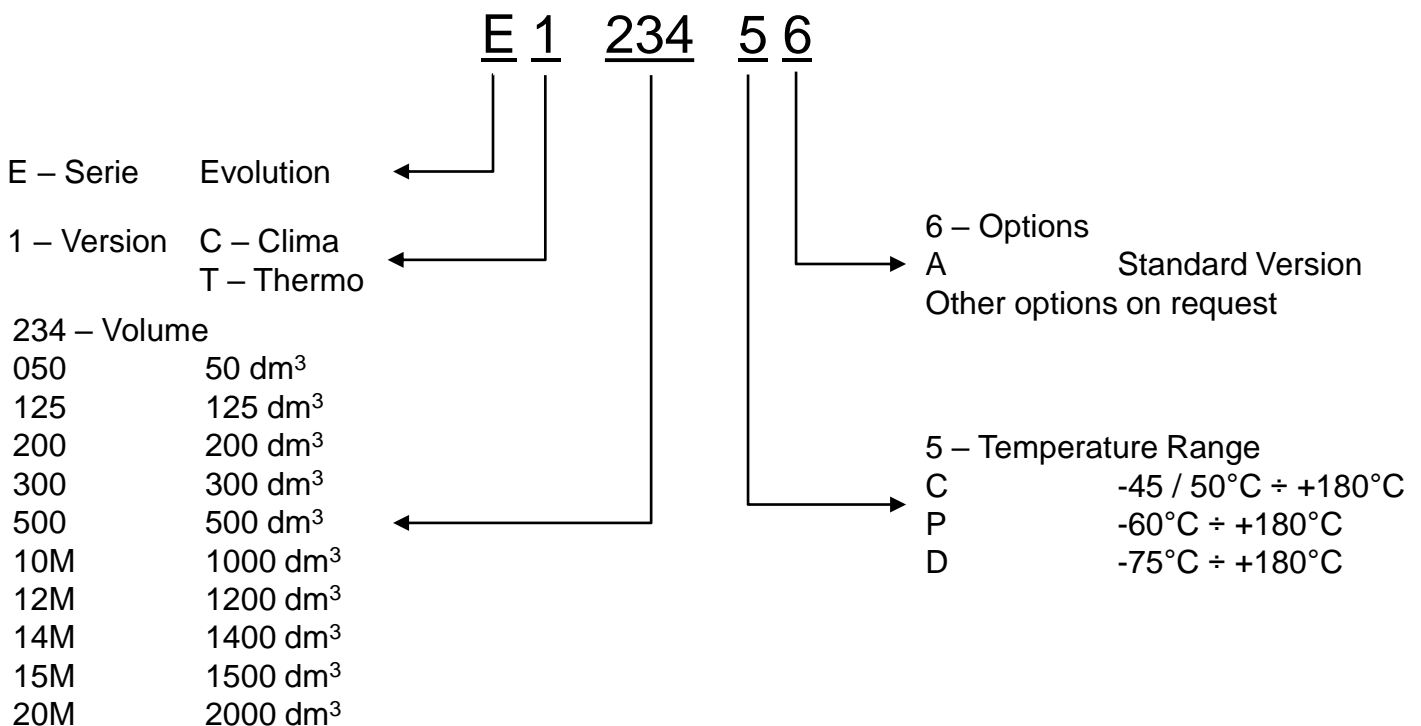 E 1 234 5 6
E – Serie Evolution
1 – Version C – Clima
T – Thermo
234 – Volume
050 50 dm³
125 125 dm³
200 200 dm³
300 300 dm³
500 500 dm³
10M 1000 dm³
12M 1200 dm³
14M 1400 dm³
15M 1500 dm³
20M 2000 dm³
6 – Options
A Standard Version
Other options on request
5 – Temperature Range
C -45 / 50°C ÷ +180°C
P -60°C ÷ +180°C
D -75°C ÷ +180°C